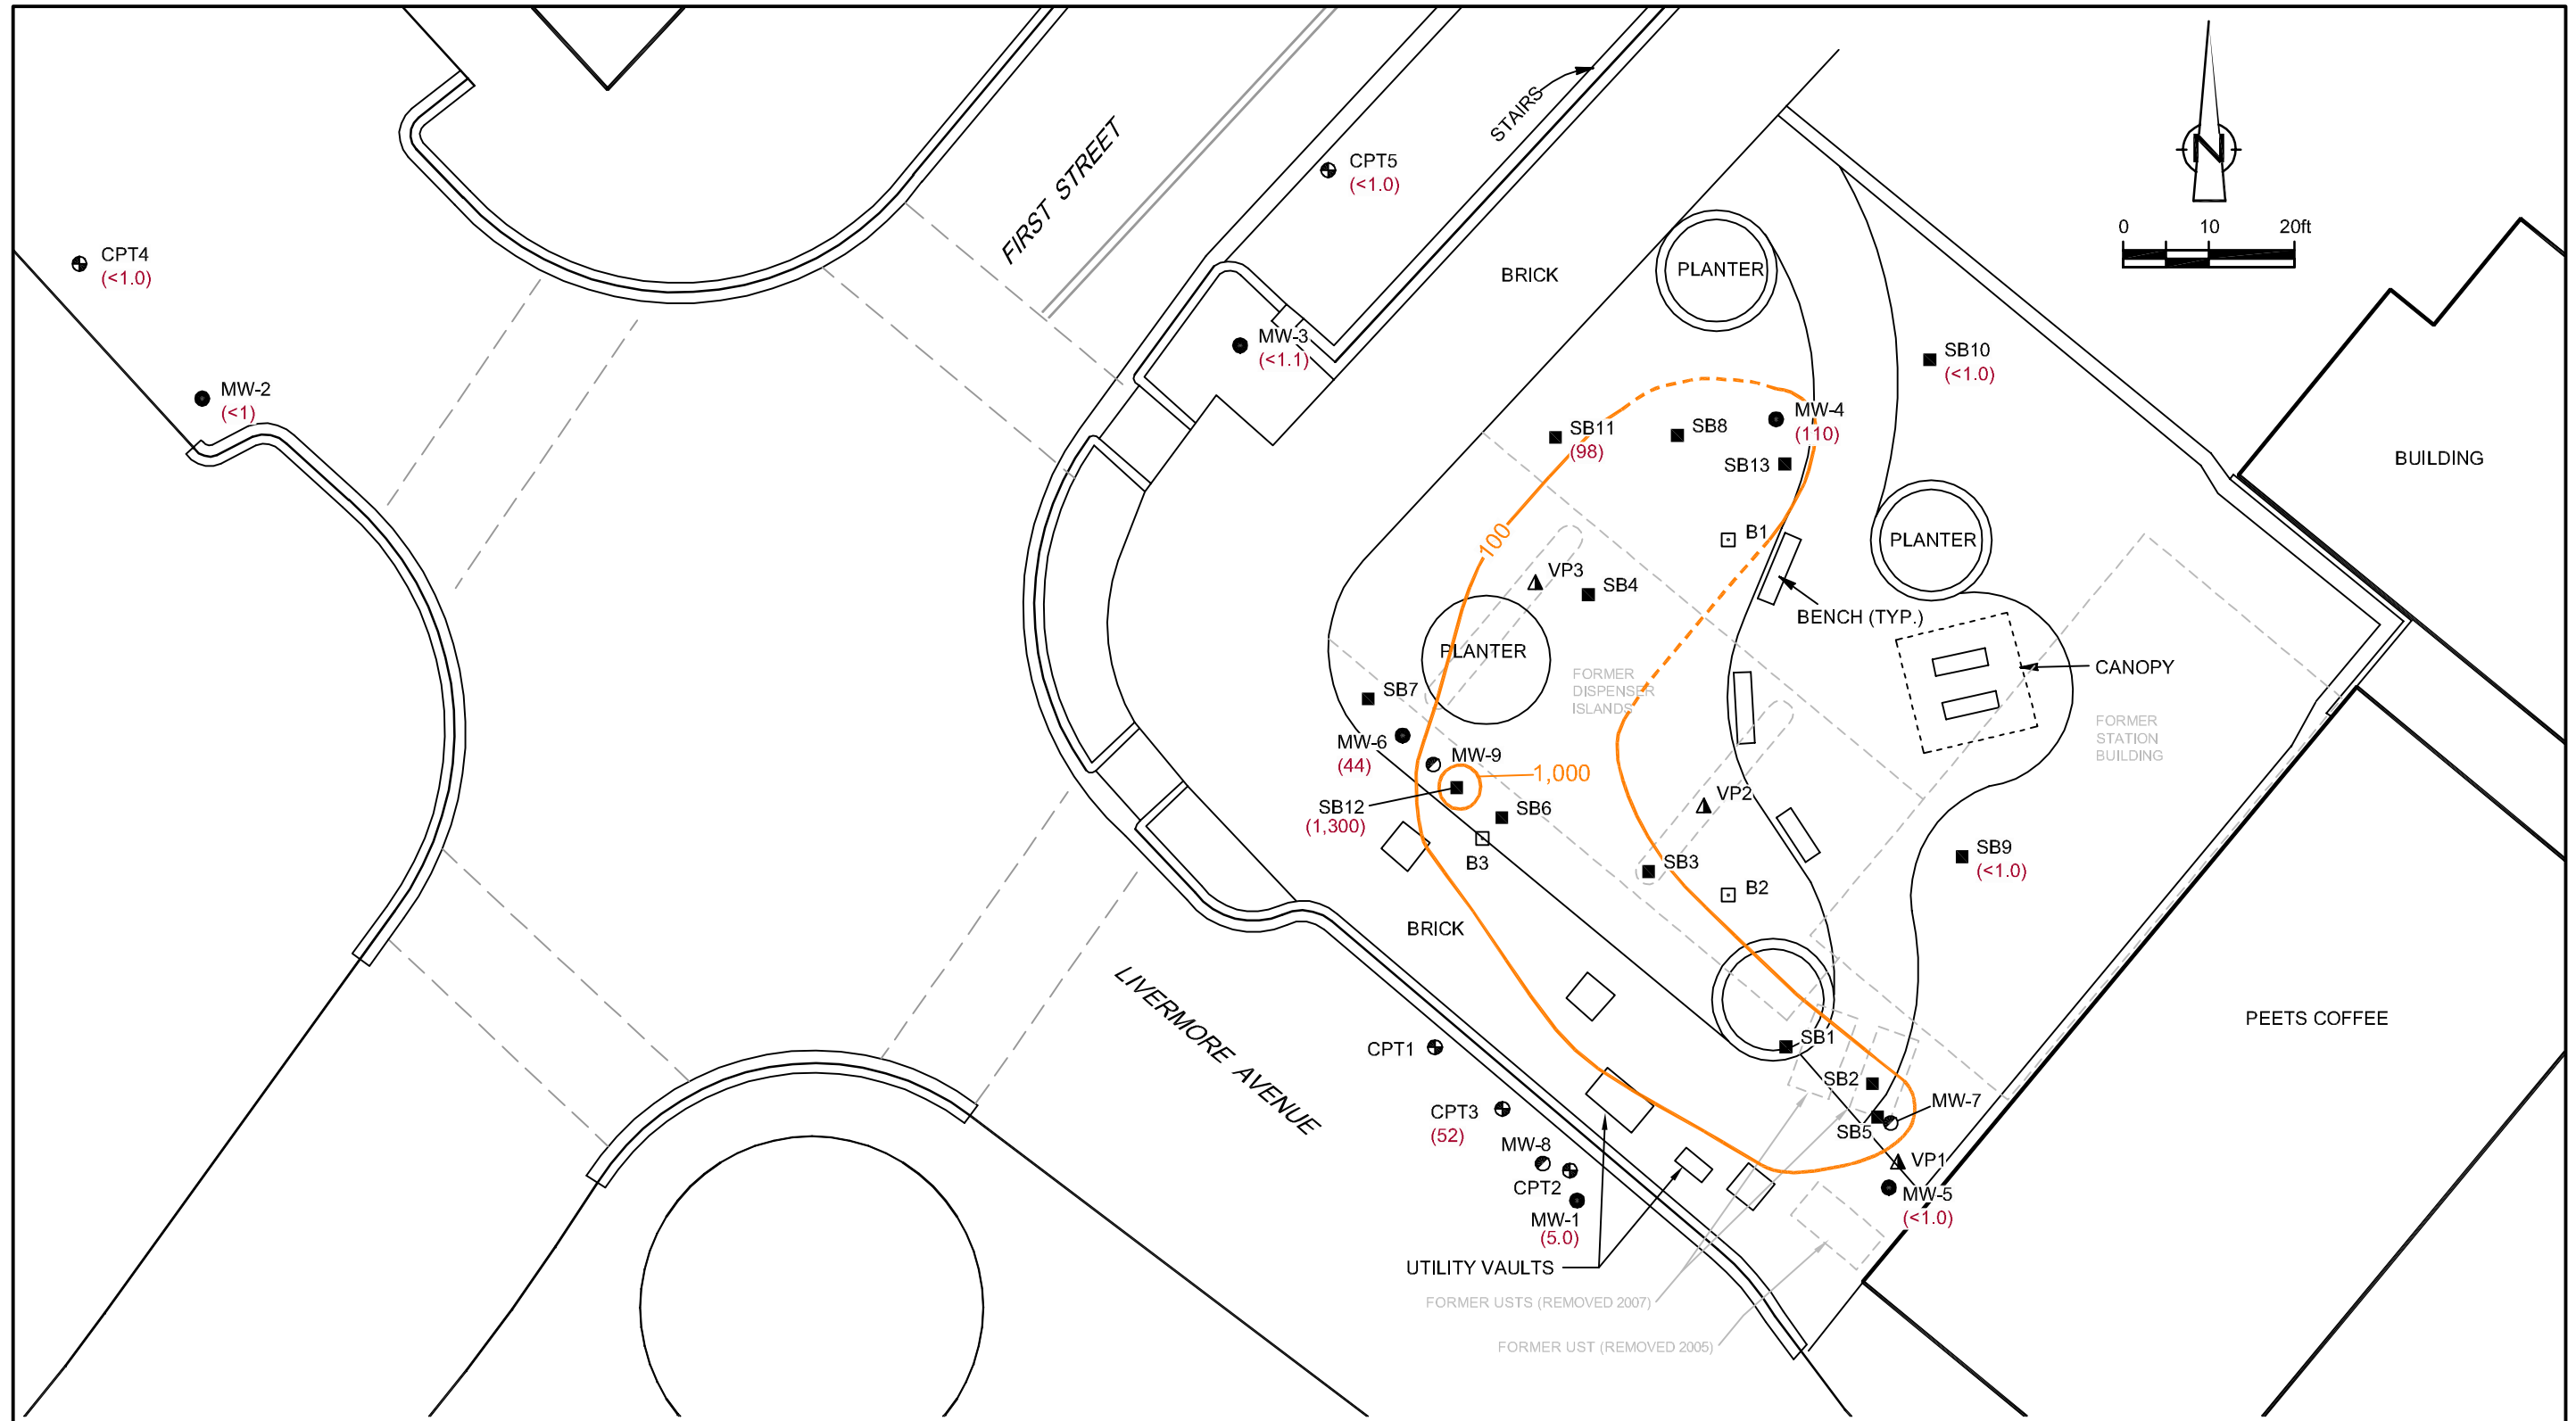 STAIRS
FIRST STREET
CPT5
(<1.0)
N
0 10 20ft
CPT4
(<1.0)
BRICK
PLANTER
MW-3
(<1.1)
SB10
(<1.0)
MW-2
(<1)
SB11
(98)
SB8
MW-4
(110)
SB13
BUILDING
100
B1
PLANTER
VP3
SB4
BENCH (TYP.)
PLANTER
FORMER
DISPENSER
ISLANDS
CANOPY
SB7
FORMER
STATION
BUILDING
MW-6
(44)
MW-9
1,000
SB12
(1,300)
SB6
VP2
B3
SB3
SB9
(<1.0)
B2
BRICK
LIVERMORE AVENUE
PEETS COFFEE
CPT1
SB1
SB2
MW-7
CPT3
(52)
SB5
MW-8
VP1
CPT2
MW-5
(<1.0)
MW-1
(5.0)
UTILITY VAULTS
FORMER USTS (REMOVED 2007)
FORMER UST (REMOVED 2005)